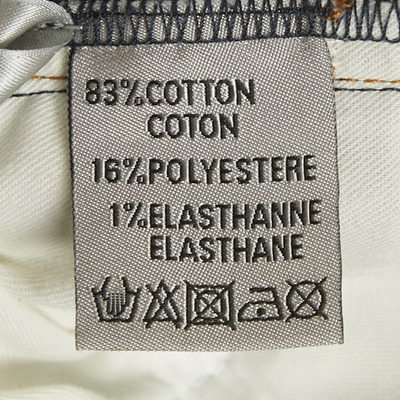 83%COTTON
COTON
16%POLYESTERE
1%ELASTHANNE
ELASTHANE